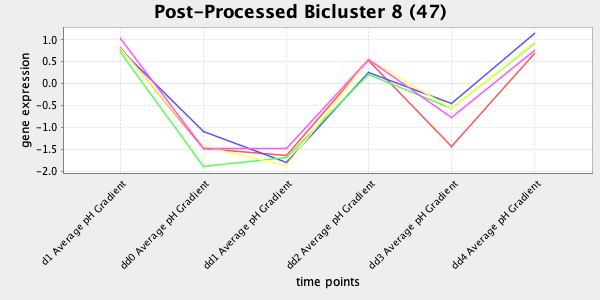 Post-Processed Bicluster 8 (47)
gene expression
1.0
0.5
0.0
-0.5
-1.0
-1.5
-2.0
d1 Average pH Gradient
dd0 Average pH Gradient
dd1 Average pH Gradient
dd2 Average pH Gradient
dd3 Average pH Gradient
dd4 Average pH Gradient
time points